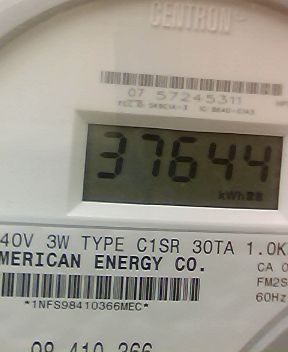 CENTRON®
07 57245311
37644
kWh
40V 3W TYPE C1SR 30TA 1.0K
MERICAN ENERGY CO.
CA 0
FM2S
60Hz
*1NFS98410366MEC*
98 410 366